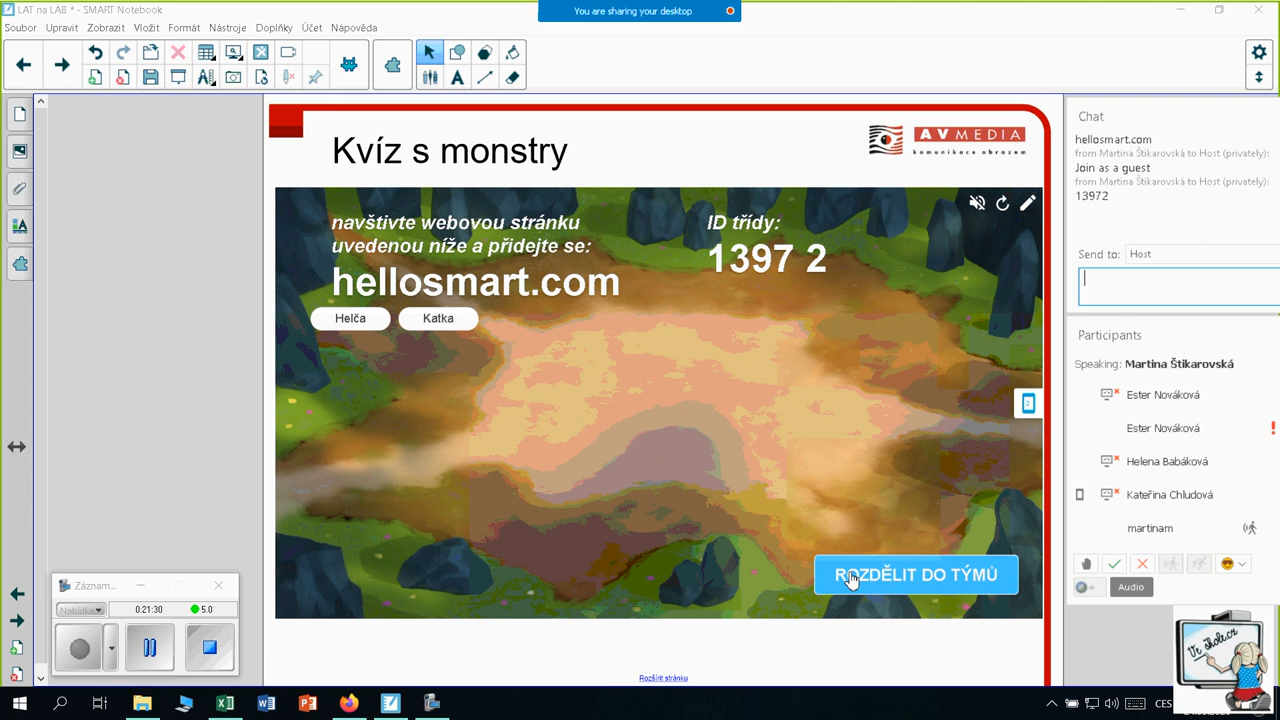 LAT na LAB * - SMART Notebook
You are sharing your desktop
Soubor Upravit Zobrazit Vložit Formát Nástroje Doplňky Účet Nápověda
Kvíz s monstry
AV MEDIA
komunikace obrazem
navštivte webovou stránku
uvedenou níže a přidejte se:
hellosmart.com
ID třídy:
1397 2
Helča
Katka
ROZDĚLIT DO TÝMŮ
Rozšířit stránku
Chat
hellosmart.com
from Martina Štikarovská to Host (privately):
Join as a guest
from Martina Štikarovská to Host (privately):
13972
Send to: Host
Participants
Speaking: Martina Štikarovská
Ester Nováková
Ester Nováková
Helena Babáková
Kateřina Chludová
martinam
Audio
Záznam...
Nabídka
0:21:30
5.0
Ve škole.cz
CES